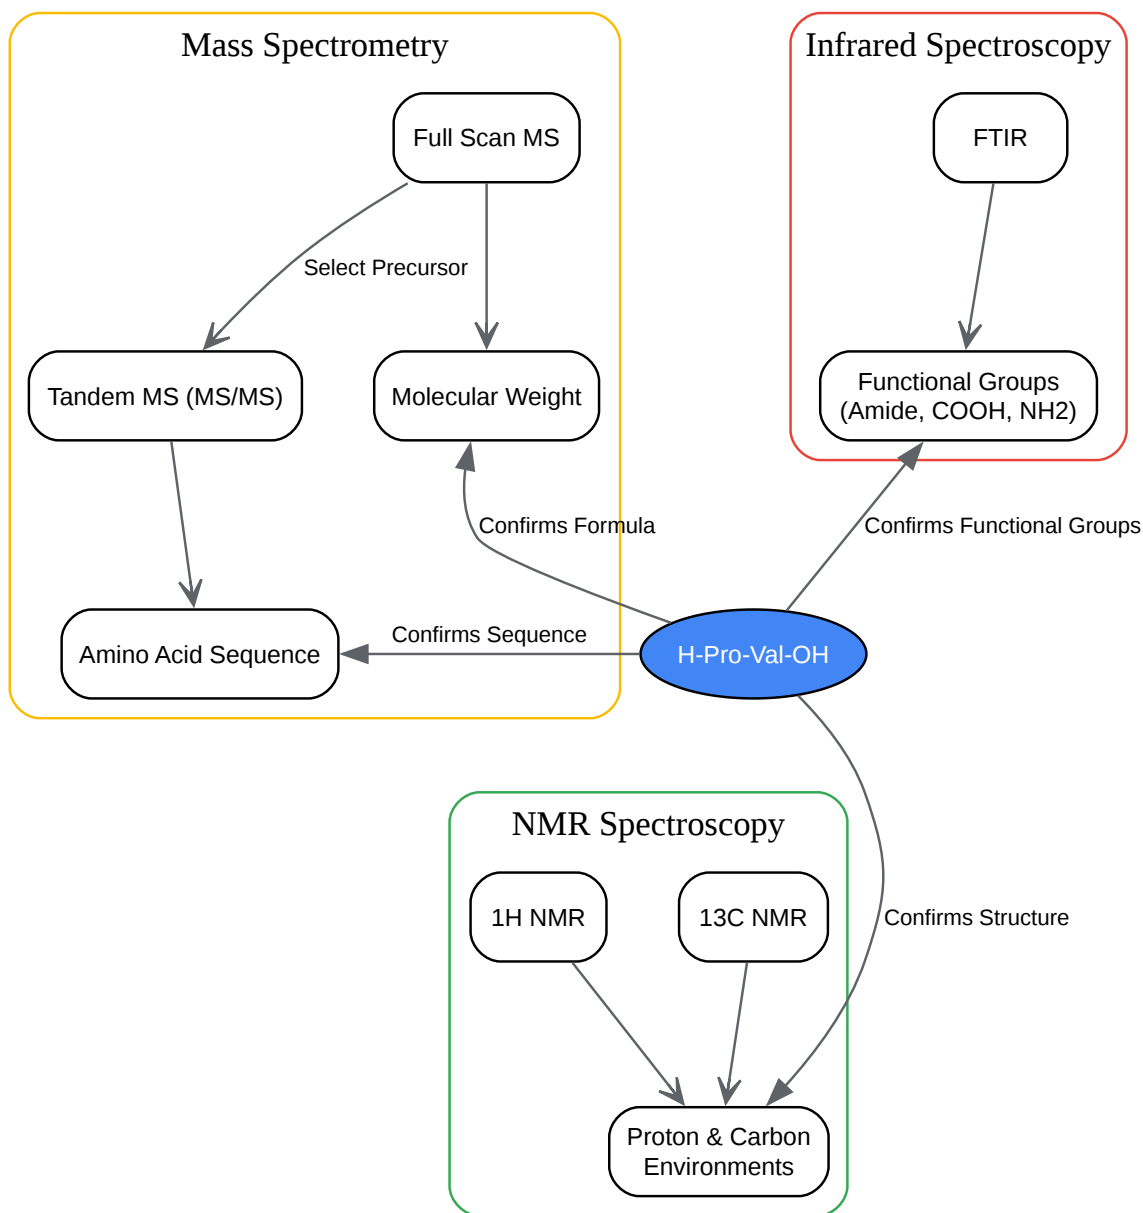 Mass Spectrometry
Full Scan MS
Select Precursor
Tandem MS (MS/MS)
Molecular Weight
Confirms Formula
Amino Acid Sequence
Confirms Sequence
Infrared Spectroscopy
FTIR
Functional Groups
(Amide, COOH, NH2)
Confirms Functional Groups
H-Pro-Val-OH
NMR Spectroscopy
1H NMR
13C NMR
Confirms Structure
Proton & Carbon
Environments